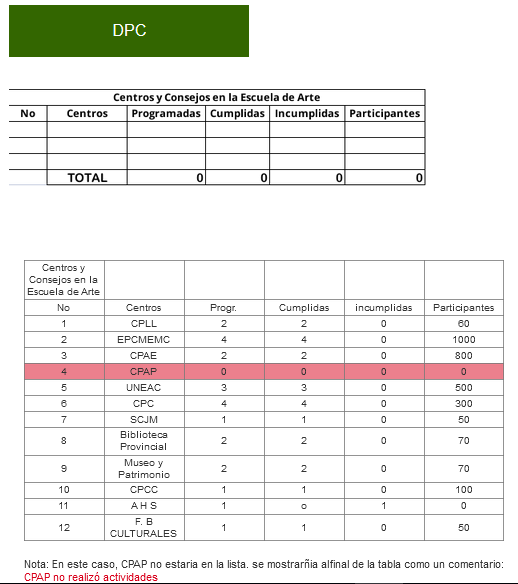 DPC
Centros y Consejos en la Escuela de Arte
No Centros Programadas Cumplidas Incumplidas Participantes
TOTAL 0 0 0 0
Centros y
Consejos en la
Escuela de Arte
No Centros Progr. Cumplidas incumplidas Participantes
1 CPLL 2 2 0 60
2 EPCMEMC 4 4 0 1000
3 CPAE 2 2 0 800
4 CPAP 0 0 0 0
5 UNEAC 3 3 0 500
6 CPC 4 4 0 300
7 SCJM 1 1 0 50
8 Biblioteca
Provincial 2 2 0 70
9 Museo y
Patrimonio 2 2 0 70
10 CPCC 1 1 0 100
11 A H S 1 o 1 0
12 F. B
CULTURALES 1 1 0 50
Nota: En este caso, CPAP no estaria en la lista. se mostrarñia alfinal de la tabla como un comentario:
CPAP no realizó actividades